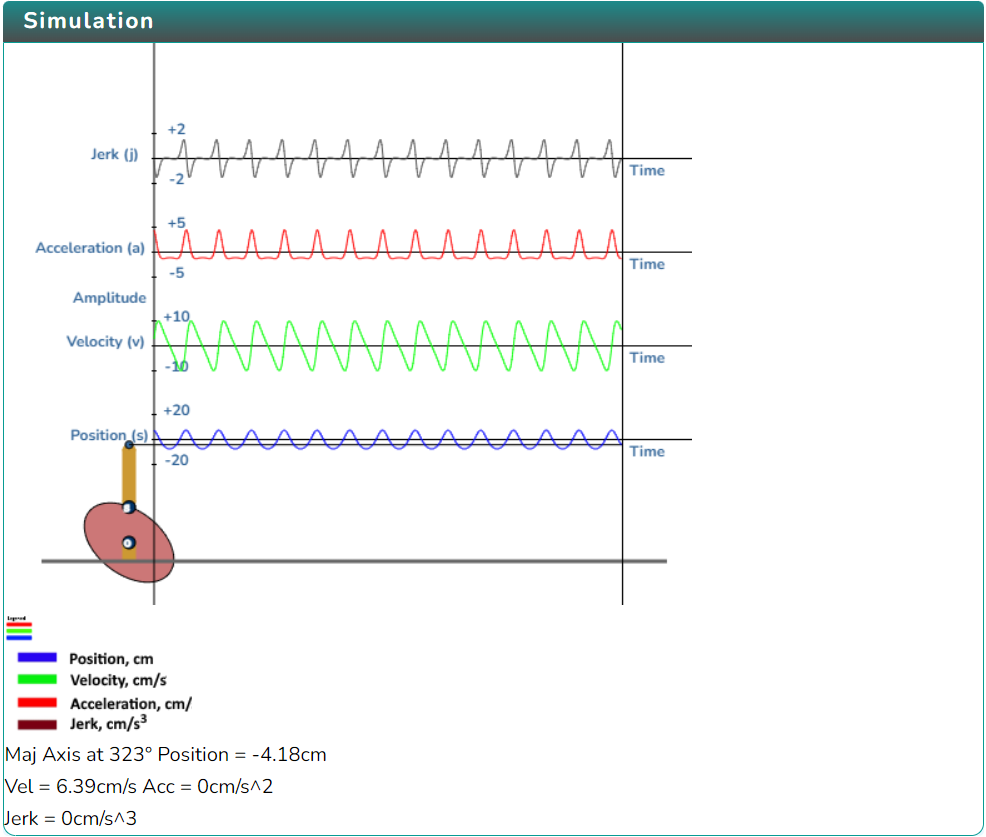 Simulation
+2
Jerk (j)
-2
Time
+5
Acceleration (a)
-5
Time
Amplitude
+10
Velocity (v)
-10
Time
+20
Position (s)
-20
Time
Legend
Position, cm
Velocity, cm/s
Acceleration, cm/
Jerk, cm/s³
Maj Axis at 323° Position = -4.18cm
Vel = 6.39cm/s Acc = 0cm/s^2
Jerk = 0cm/s^3